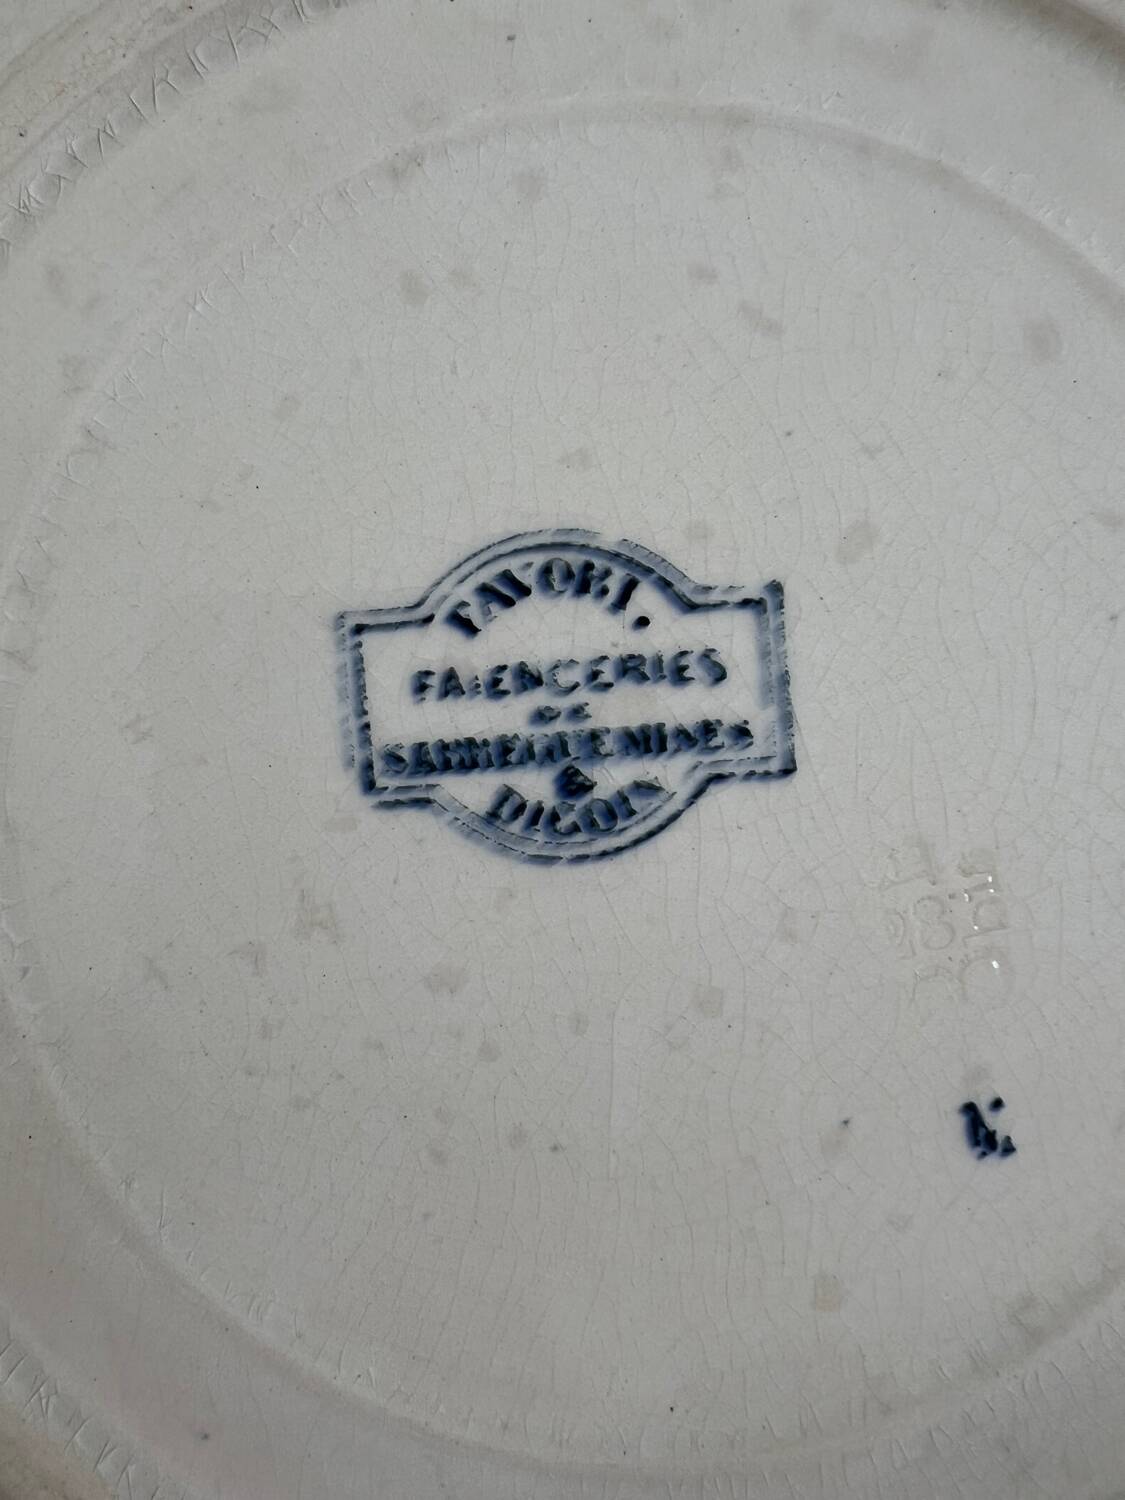 FAVORI.
FAIENCERIES
DE
SARREGUEMINES
&
DIGOIN